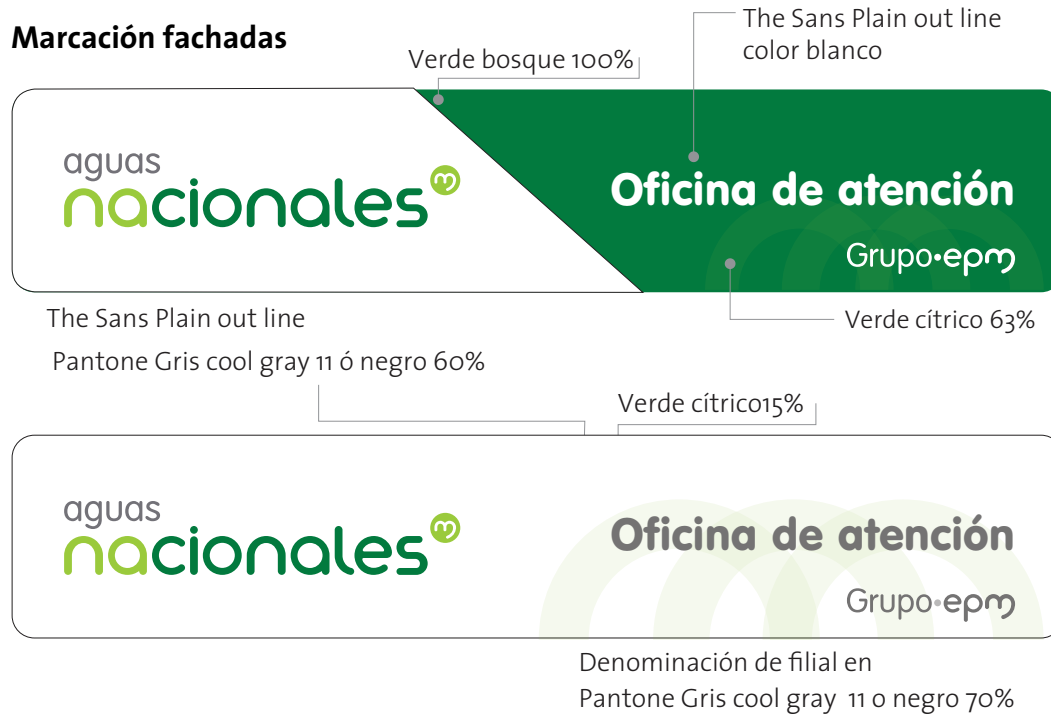 Marcación fachadas
The Sans Plain out line
color blanco
Verde bosque 100%
aguas
nacionales
Oficina de atención
Grupo·epm
The Sans Plain out line
Verde cítrico 63%
Pantone Gris cool gray 11 ó negro 60%
Verde cítrico15%
aguas
nacionales
Oficina de atención
Grupo·epm
Denominación de filial en
Pantone Gris cool gray 11 o negro 70%